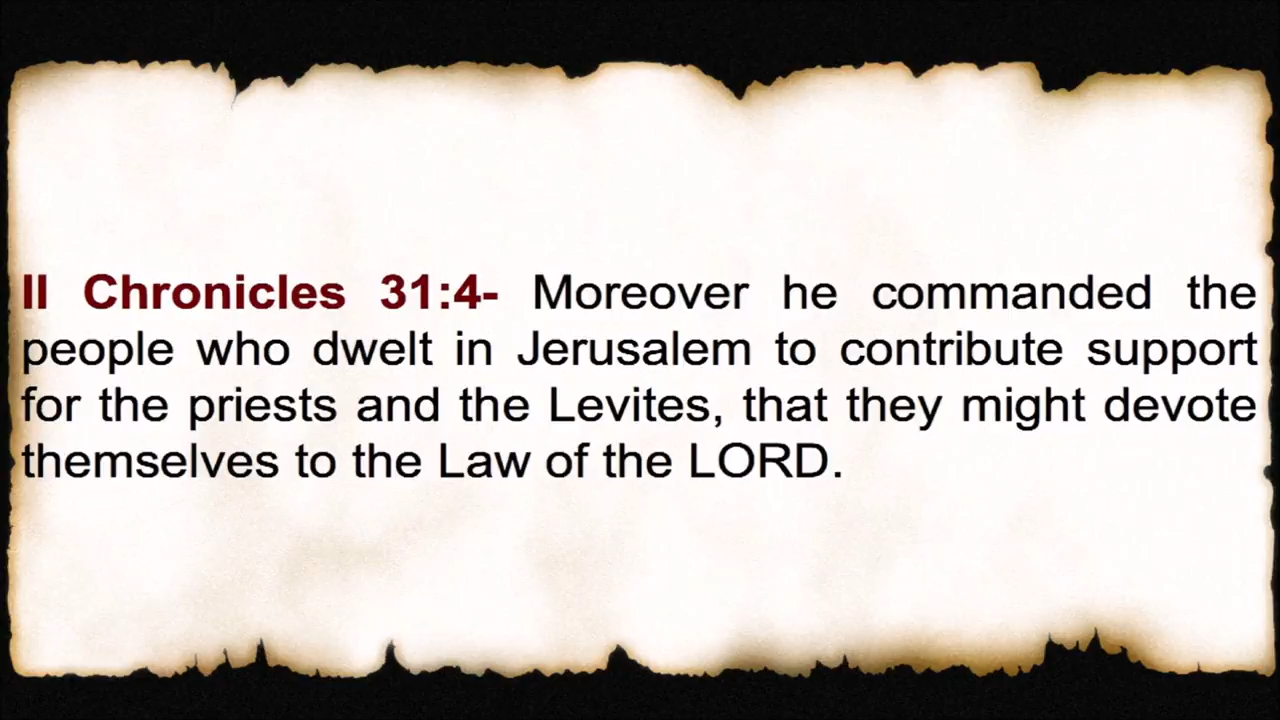 II Chronicles 31:4- Moreover he commanded the
people who dwelt in Jerusalem to contribute support
for the priests and the Levites, that they might devote
themselves to the Law of the LORD.